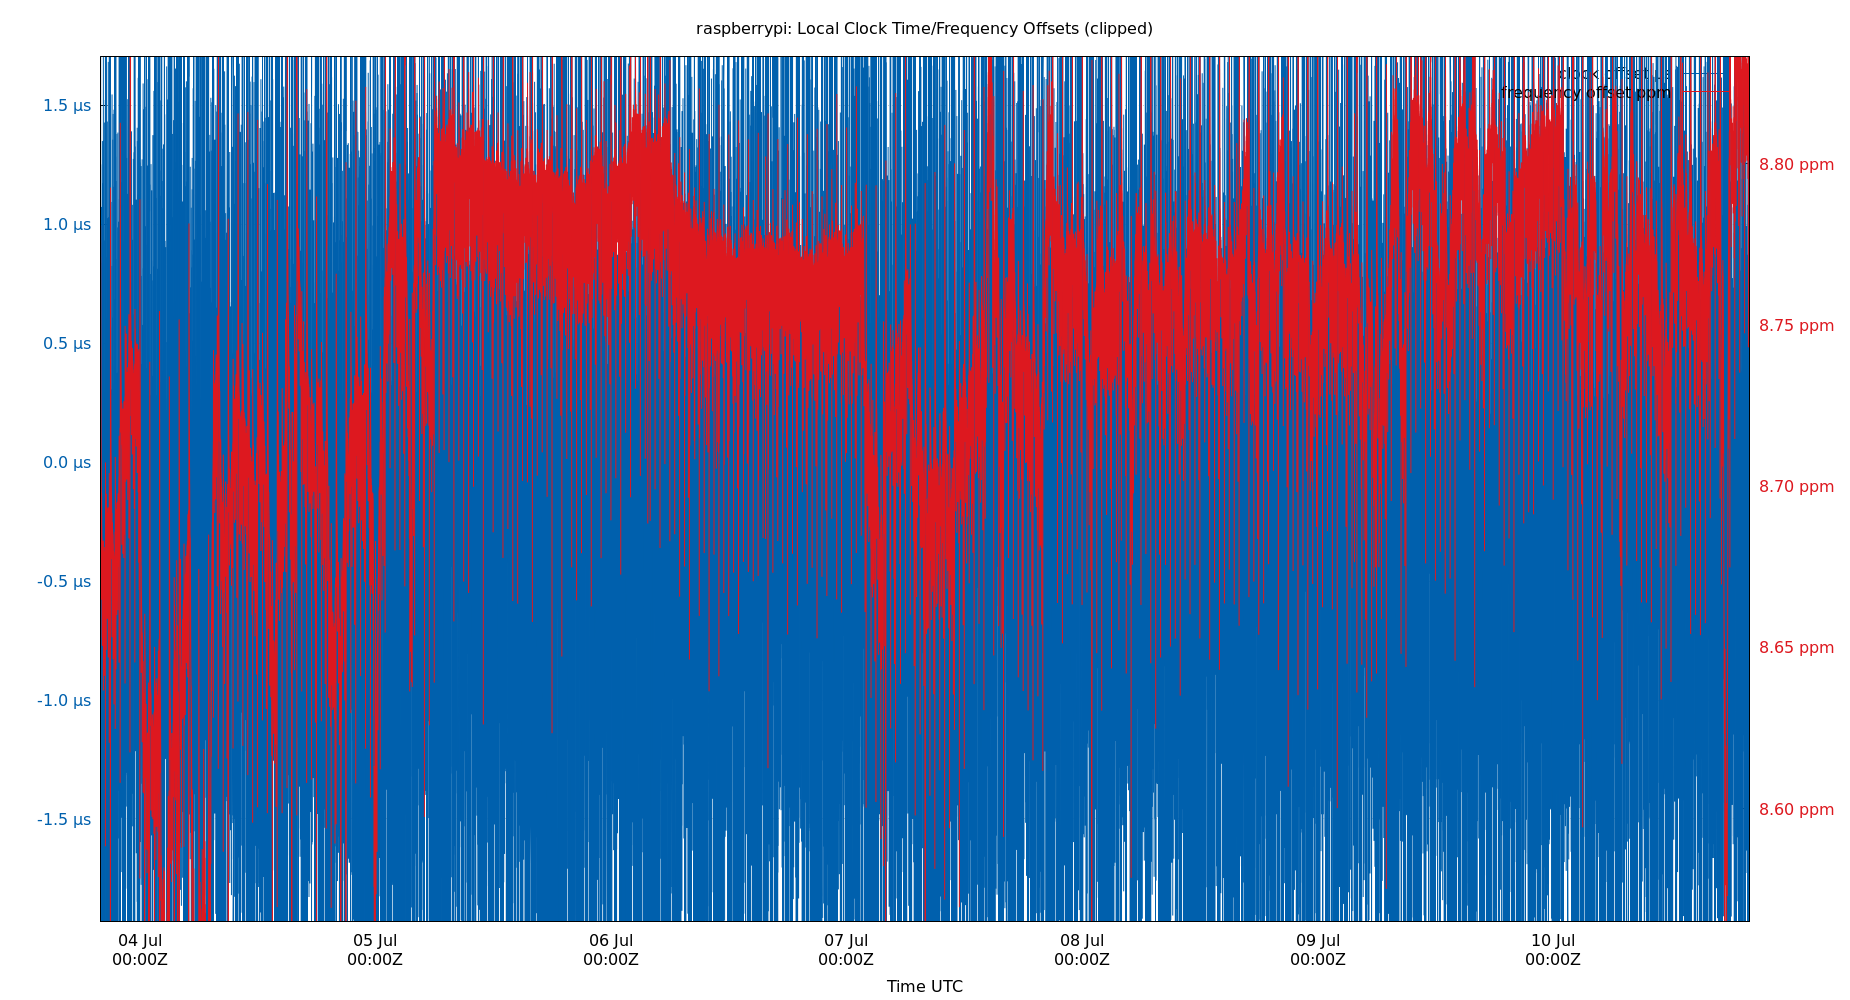 raspberrypi: Local Clock Time/Frequency Offsets (clipped)
clock offset
frequency offset ppm
1.5 µs
1.0 µs
0.5 µs
0.0 µs
-0.5 µs
-1.0 µs
-1.5 µs
8.80 ppm
8.75 ppm
8.70 ppm
8.65 ppm
8.60 ppm
04 Jul
00:00Z
05 Jul
00:00Z
06 Jul
00:00Z
07 Jul
00:00Z
08 Jul
00:00Z
09 Jul
00:00Z
10 Jul
00:00Z
Time UTC